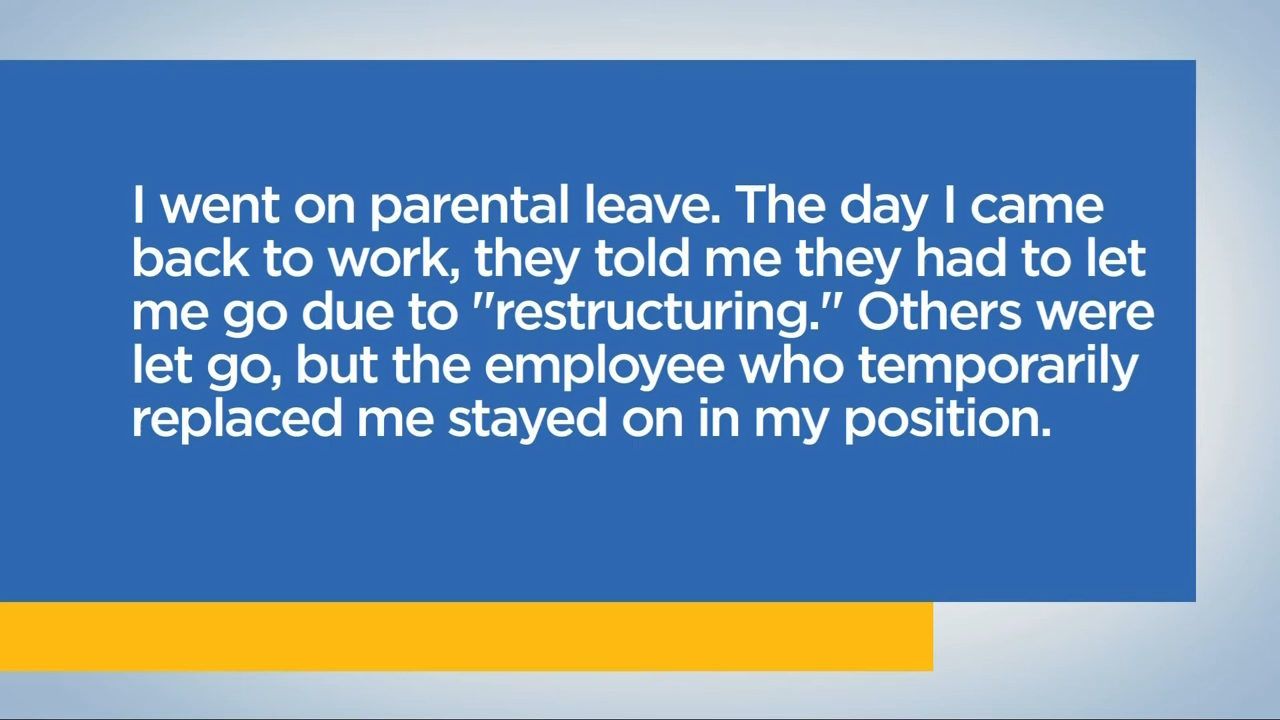 I went on parental leave. The day I came
back to work, they told me they had to let
me go due to "restructuring." Others were
let go, but the employee who temporarily
replaced me stayed on in my position.